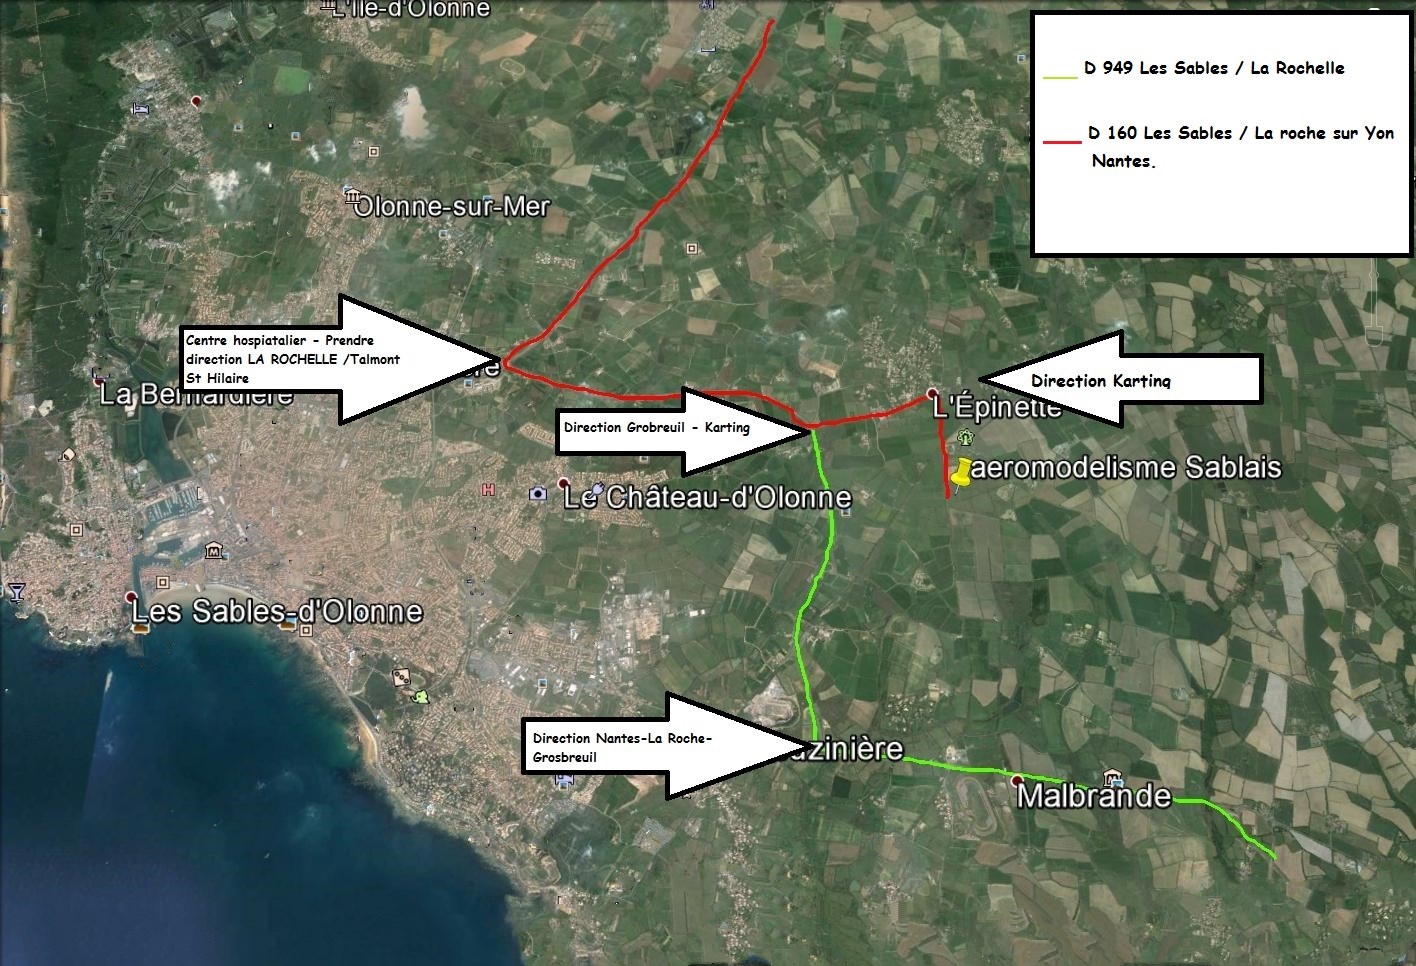 L'Île-d'Olonne
D 949 Les Sables / La Rochelle
D 160 Les Sables / La roche sur Yon
Nantes.
Olonne-sur-Mer
Centre hospiatalier - Prendre
direction LA ROCHELLE /Talmont
St Hilaire
La Bernardière
Direction Karting
L'Épinette
Direction Grobreuil - Karting
aeromodelisme Sablais
H
Le Château-d'Olonne
Les Sables-d'Olonne
Direction Nantes-La Roche-
Grosbreuil
Malbrande